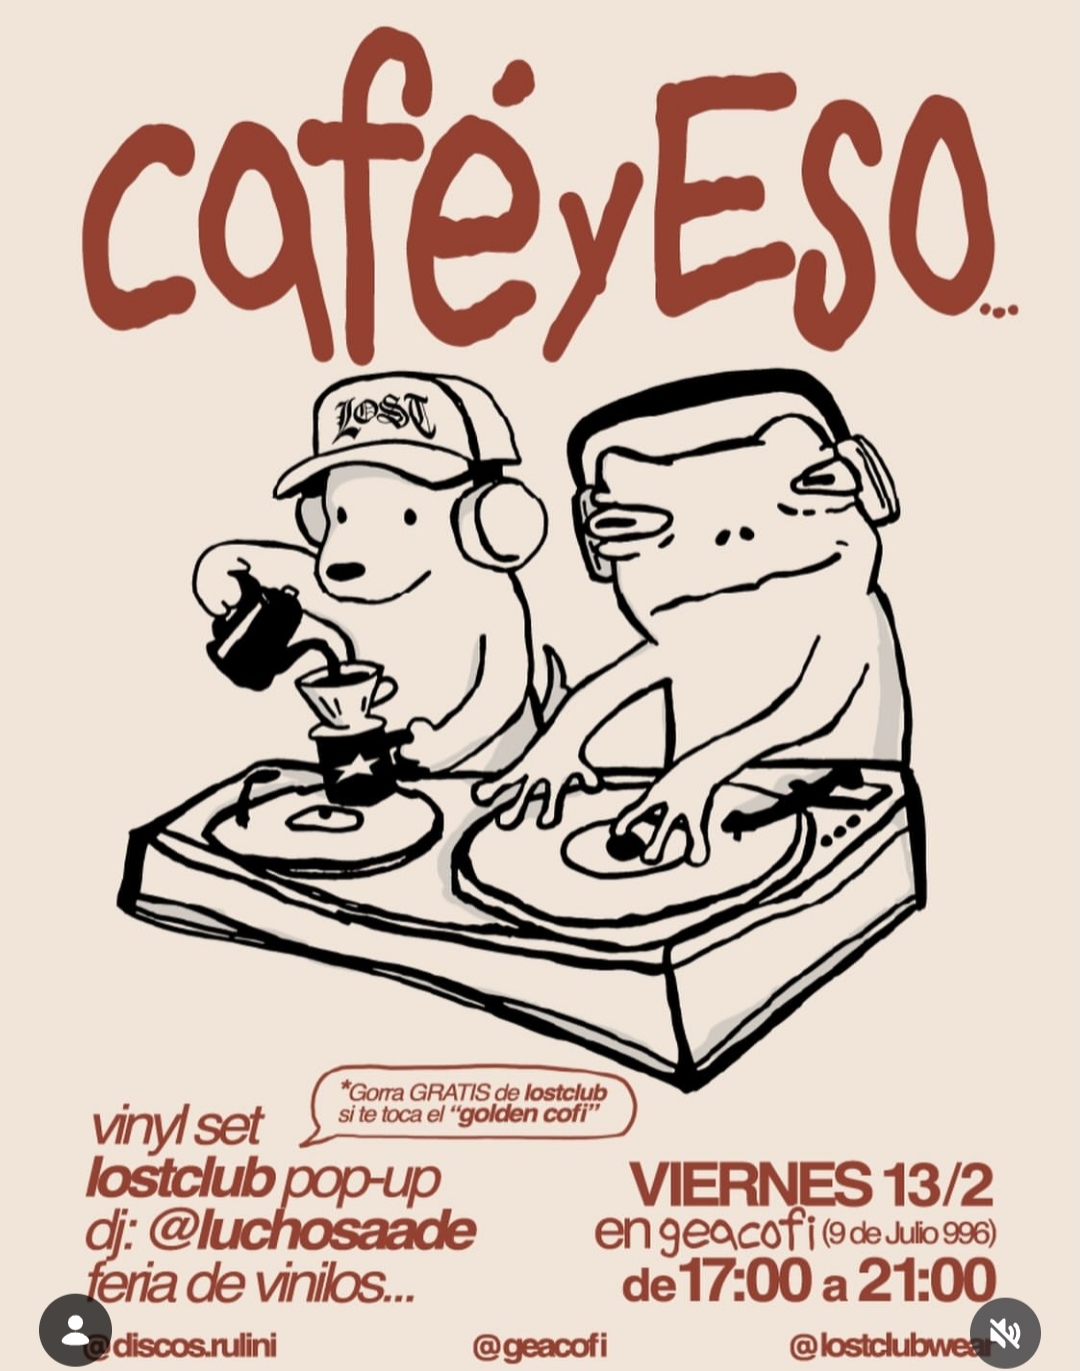 café y Eso...
LOST
*Gorra GRATIS de lostclub
si te toca el “golden cofi”
vinyl set
lostclub pop-up
dj: @luchosaade
feria de vinilos...
VIERNES 13/2
en geacofi (9 de Julio 996)
de 17:00 a 21:00
@discos.rulini
@geacofi
@lostclubwear